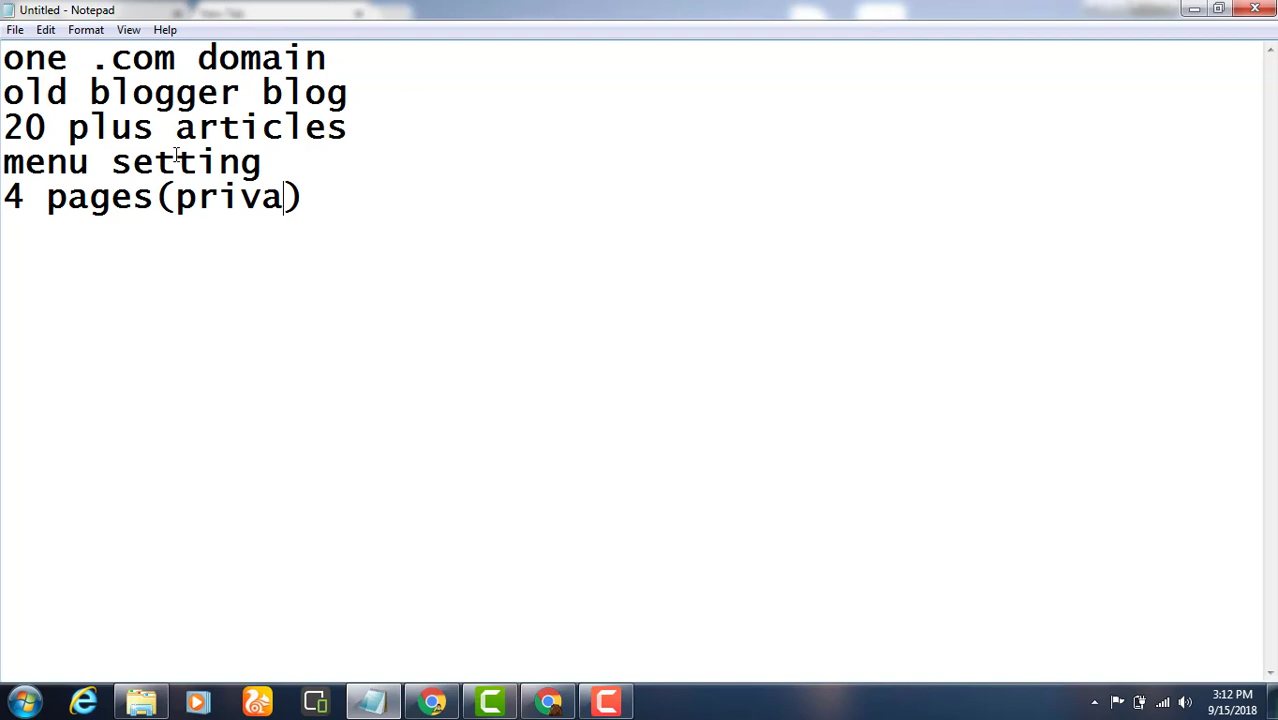 Untitled - Notepad
File Edit Format View Help
one .com domain
old blogger blog
20 plus articles
menu setting
4 pages(priva)
3:12 PM
9/15/2018